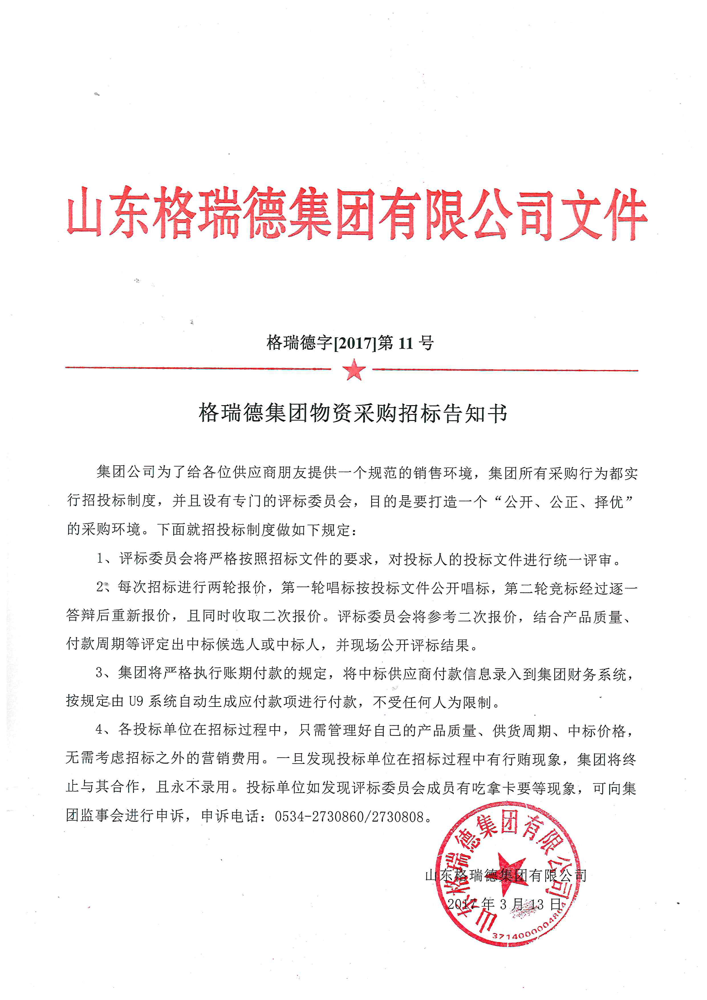 山东格瑞德集团有限公司文件
格瑞德字[2017]第 11 号
格瑞德集团物资采购招标告知书
集团公司为了给各位供应商朋友提供一个规范的销售环境，集团所有采购行为都实
行招投标制度，并且设有专门的评标委员会，目的是要打造一个“公开、公正、择优”
的采购环境。下面就招投标制度做如下规定：
1、评标委员会将严格按照招标文件的要求，对投标人的投标文件进行统一评审。
2、每次招标进行两轮报价，第一轮唱标按投标文件公开唱标，第二轮竞标经过逐一
答辩后重新报价，且同时收取二次报价。评标委员会将参考二次报价，结合产品质量、
付款周期等评定出中标候选人或中标人，并现场公开评标结果。
3、集团将严格执行账期付款的规定，将中标供应商付款信息录入到集团财务系统，
按规定由 U9 系统自动生成应付款项进行付款，不受任何人为限制。
4、各投标单位在招标过程中，只需管理好自己的产品质量、供货周期、中标价格，
无需考虑招标之外的营销费用。一旦发现投标单位在招标过程中有行贿现象，集团将终
止与其合作，且永不录用。投标单位如发现评标委员会成员有吃拿卡要等现象，可向集
团监事会进行申诉，申诉电话：0534-2730860/2730808。
山东格瑞德集团有限公司
山东格瑞德集团有限公司
2017 年 3 月 13 日
3714000004864